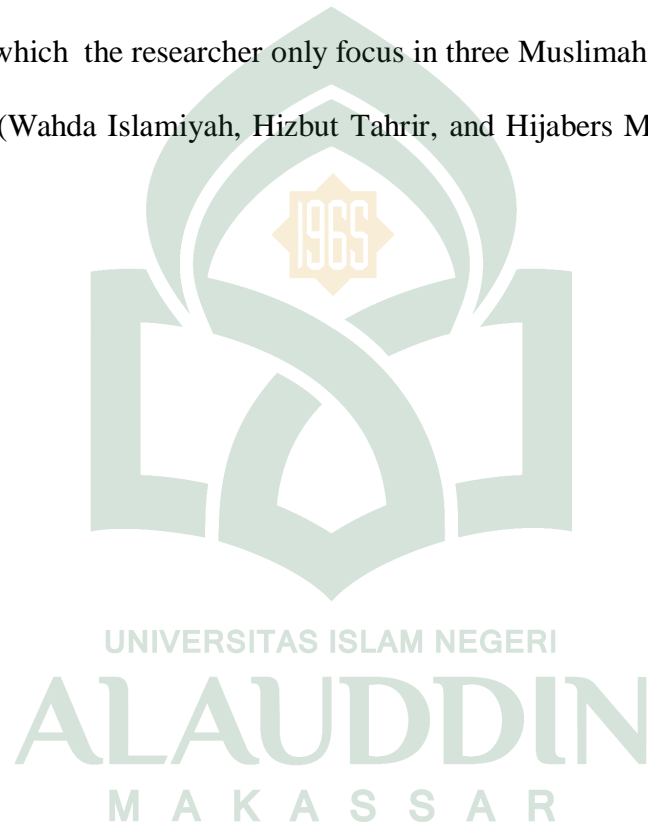 which the researcher only focus in three Muslimah
(Wahda Islamiyah, Hizbut Tahrir, and Hijabers M
1965
UNIVERSITAS ISLAM NEGERI
ALAUDDIN
MAKASSAR